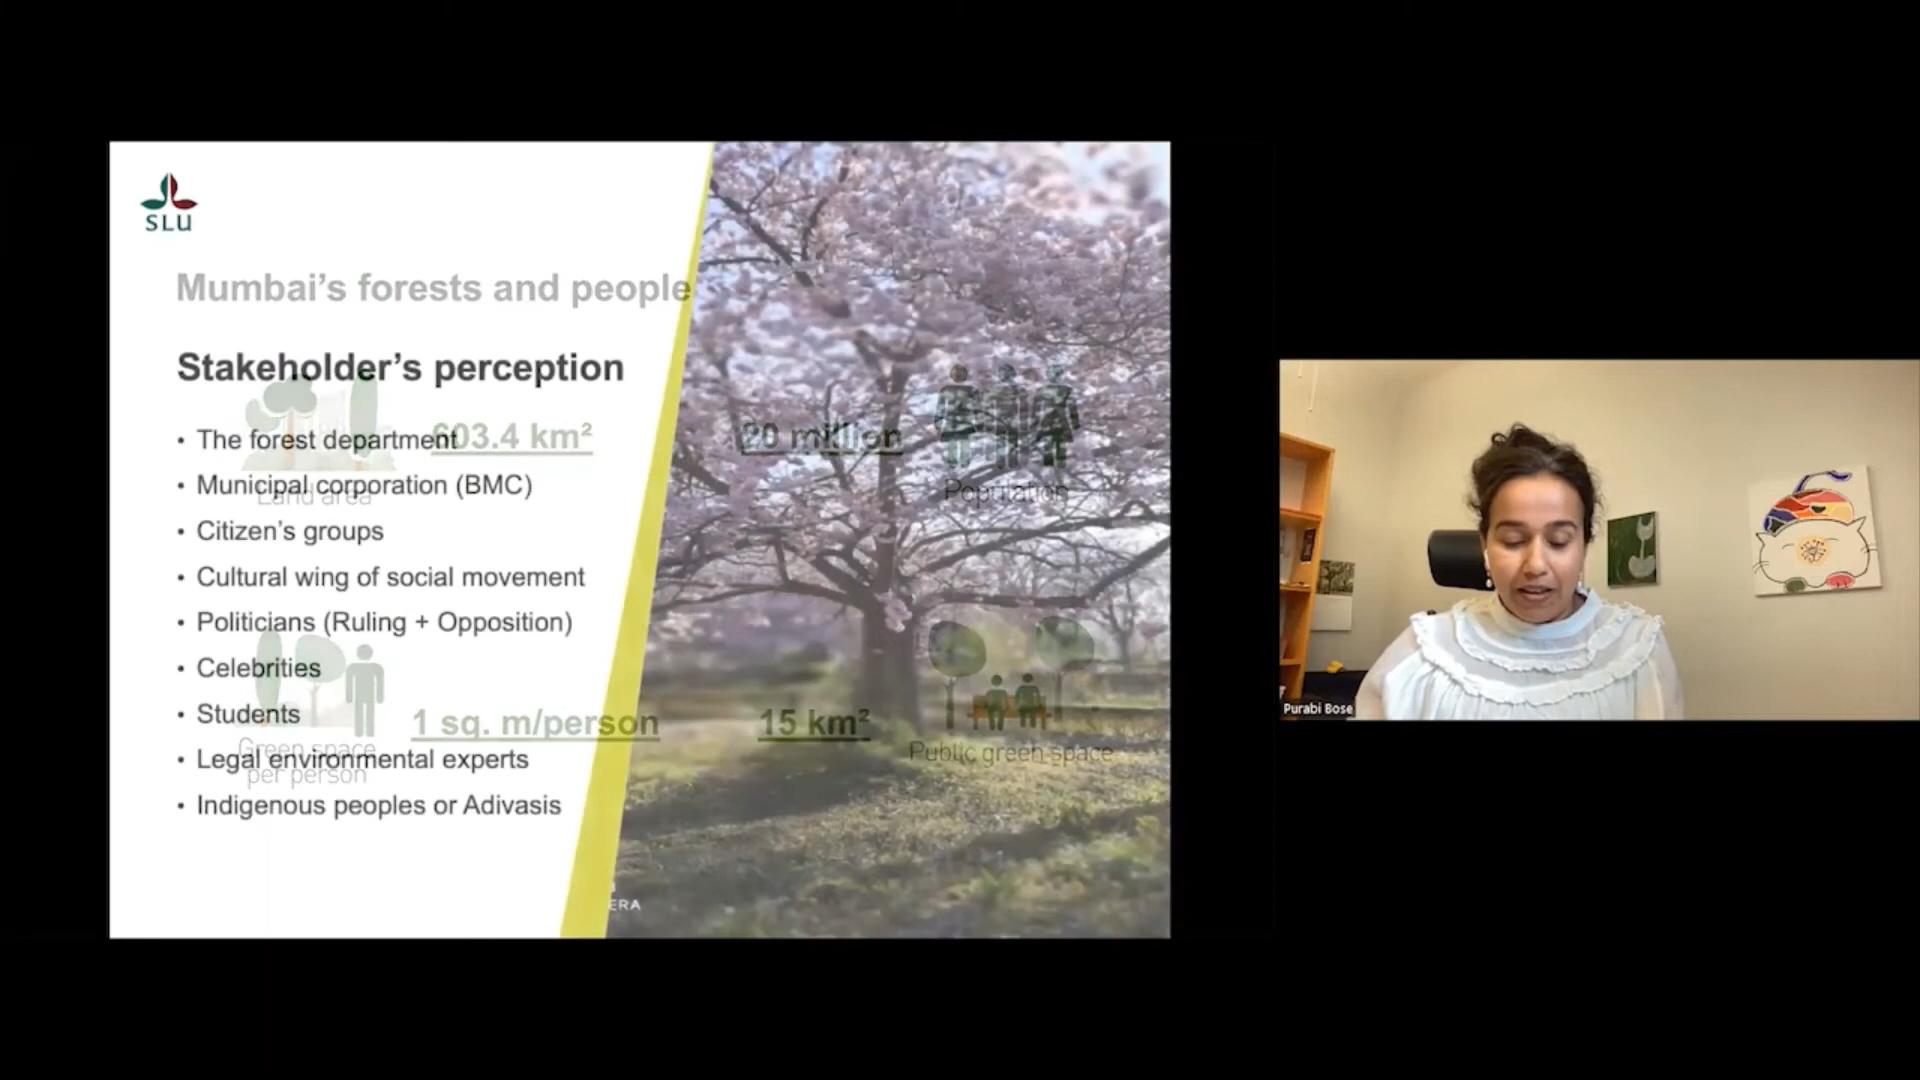 SLU
Mumbai's forests and people
Stakeholder's perception
• The forest department
• Municipal corporation (BMC)
• Citizen's groups
• Cultural wing of social movement
• Politicians (Ruling + Opposition)
• Celebrities
• Students
• Legal environmental experts
• Indigenous peoples or Adivasis
603.4 km²
Land area
20 million
Population
1 sq. m/person
Green space
per person
15 km²
Public green space
ERA
Purabi Bose